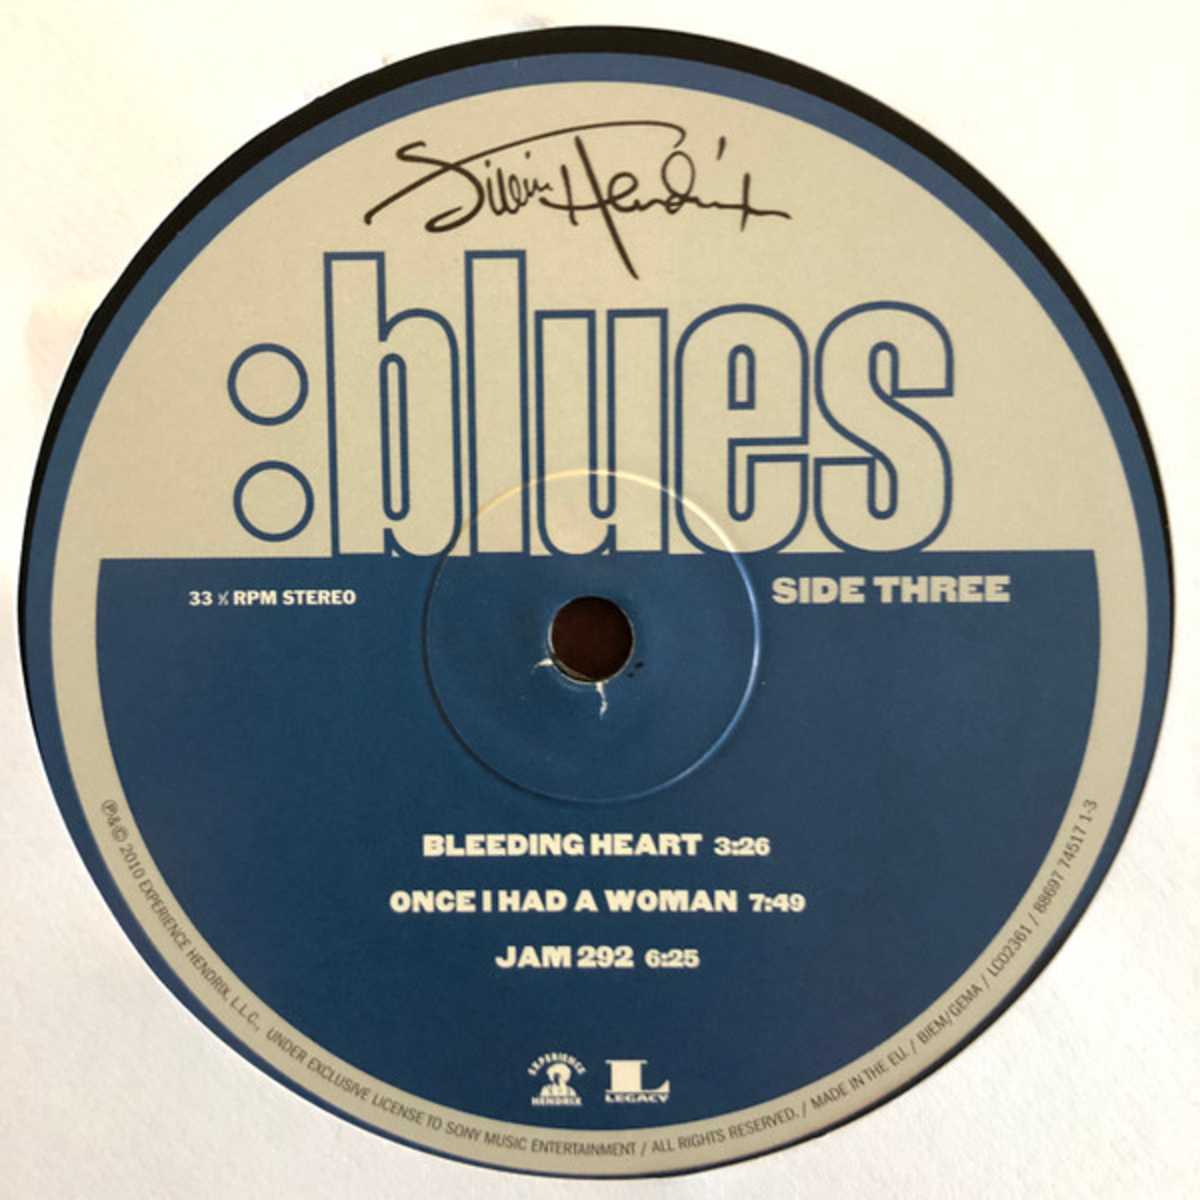 Jimi Hendrix
:blues
33 ⅓ RPM STEREO
SIDE THREE
BLEEDING HEART 3:26
ONCE I HAD A WOMAN 7:49
JAM 292 6:25
EXPERIENCE
HENDRIX
L
LEGACY
℗&© 2010 EXPERIENCE HENDRIX, L.L.C., UNDER EXCLUSIVE LICENSE TO SONY MUSIC ENTERTAINMENT / ALL RIGHTS RESERVED. / MADE IN THE EU. / BIEM/GEMA / LC02361 / 88697 74517 1-3